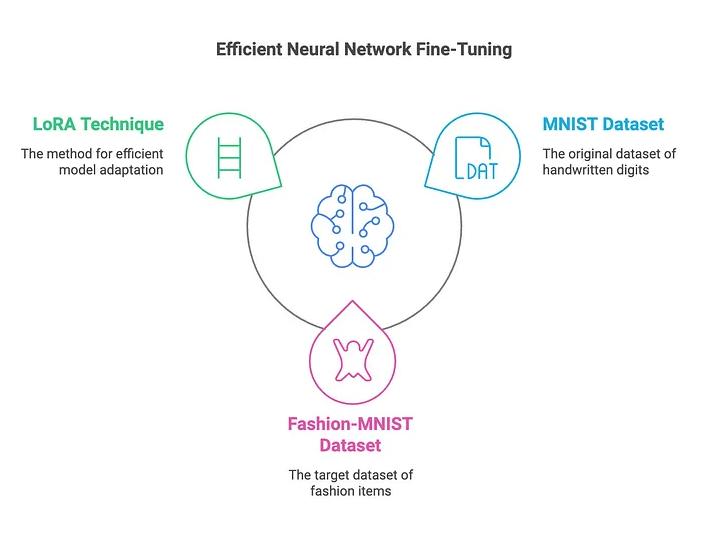 Efficient Neural Network Fine-Tuning
LoRA Technique
The method for efficient
model adaptation
MNIST Dataset
The original dataset of
handwritten digits
DAT
Fashion-MNIST
Dataset
The target dataset of
fashion items